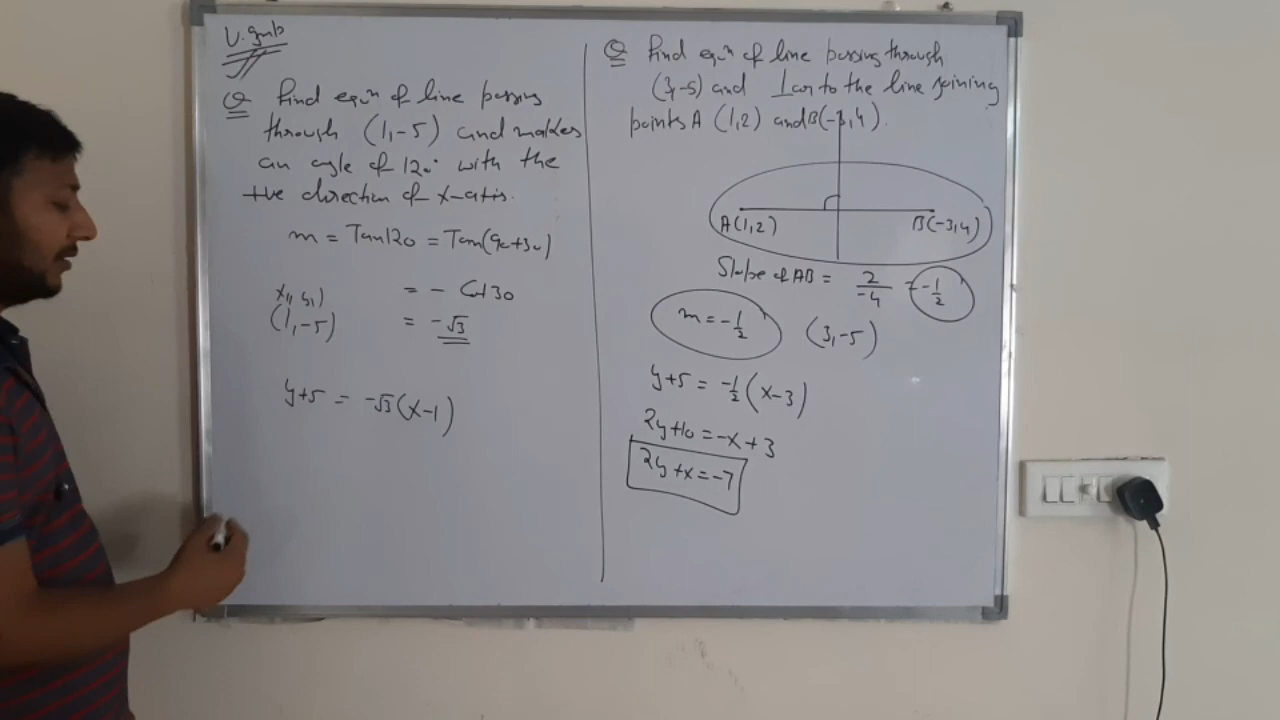 V. Imp
Q Find eqn of line passing
through (1,-5) and makes
an angle of 120° with the
+ve direction of x-axis.
m = Tan120 = Tan(90+30)
= - Cot30
x1, y1)
(1,-5)
= -√3
y+5 = -√3(x-1)
Q Find eqn of line passing through
(3,-5) and ⊥ar to the line joining
points A (1,2) and B(-3,4).
A(1,2)
B(-3,4)
Slope of AB = 2/-4 = -1/2
m = -1/2
(3,-5)
y+5 = -1/2(x-3)
2y+10 = -x+3
2y+x = -7